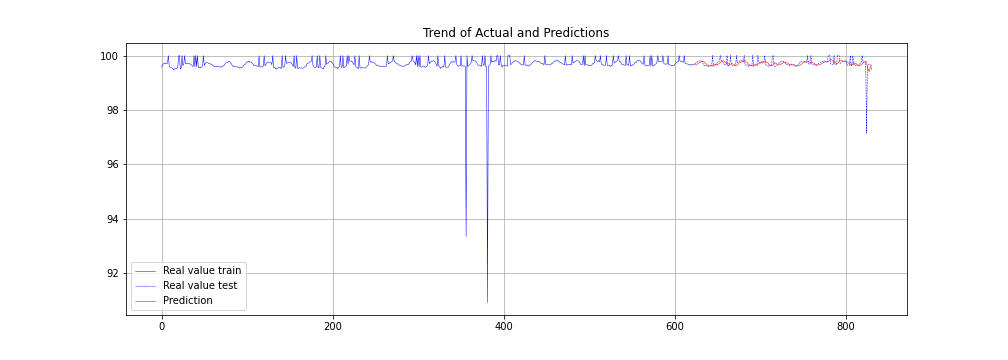 Trend of Actual and Predictions
100
98
96
94
92
Real value train
Real value test
Prediction
0 200 400 600 800